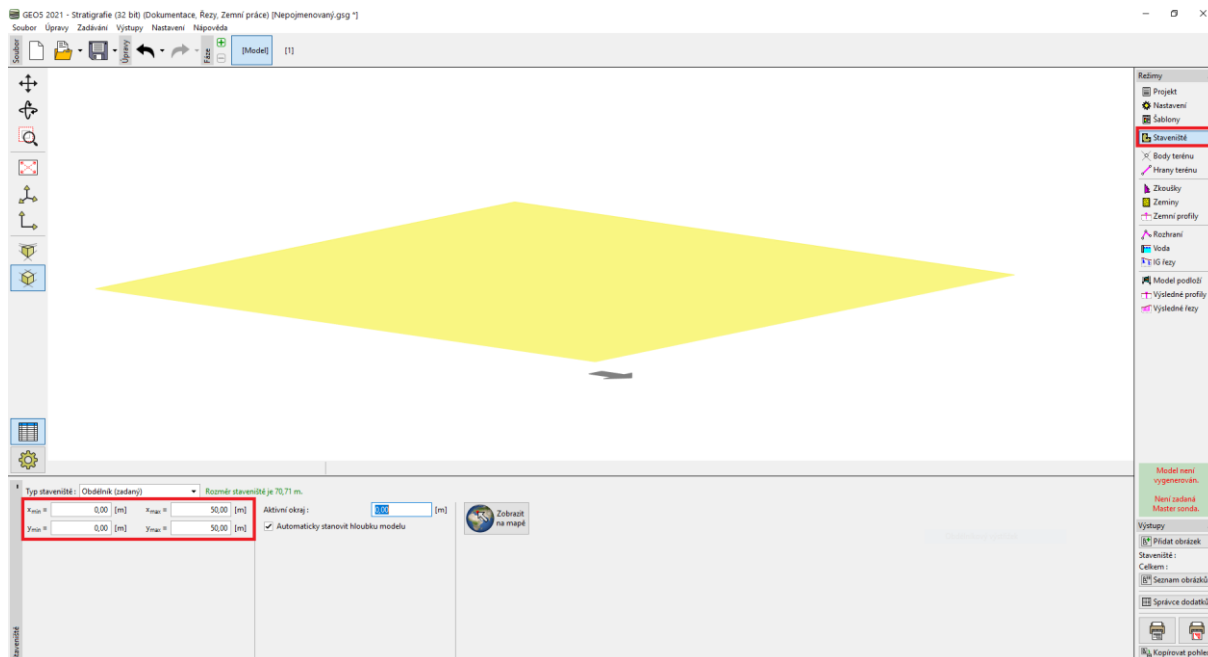 GEO5 2021 - Stratigrafie (32 bit) (Dokumentace, Řezy, Zemní práce) [Nepojmenovaný.gsg *]
Soubor Úpravy Zadávání Výstupy Nastavení Nápověda
Soubor
Úpravy
Fáze
[Model] [1]
Režimy
Projekt
Nastavení
Šablony
Staveniště
Body terénu
Hrany terénu
Zkoušky
Zeminy
Zemní profily
Rozhraní
Voda
IG řezy
Model podloží
Výsledné profily
Výsledné řezy
Model není
vygenerován.
Není zadaná
Master sonda.
Výstupy
Přidat obrázek
Staveniště :
Celkem :
Seznam obrázků
Správce dodatků
Kopírovat pohled
Typ staveniště : Obdélník (zadaný) Rozměr staveniště je 70,71 m.
xmin = 0,00 [m] xmax = 50,00 [m] Aktivní okraj : 0,00 [m]
ymin = 0,00 [m] ymax = 50,00 [m] Automaticky stanovit hloubku modelu
Zobrazit
na mapě